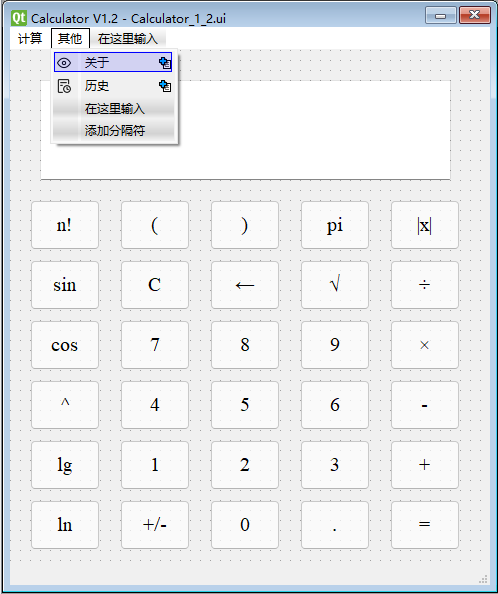 Qt Calculator V1.2 - Calculator_1_2.ui
计算 其他 在这里输入
关于
历史
在这里输入
添加分隔符
n! ( ) pi |x|
sin C ← √ ÷
cos 7 8 9 ×
^ 4 5 6 -
lg 1 2 3 +
ln +/- 0 . =